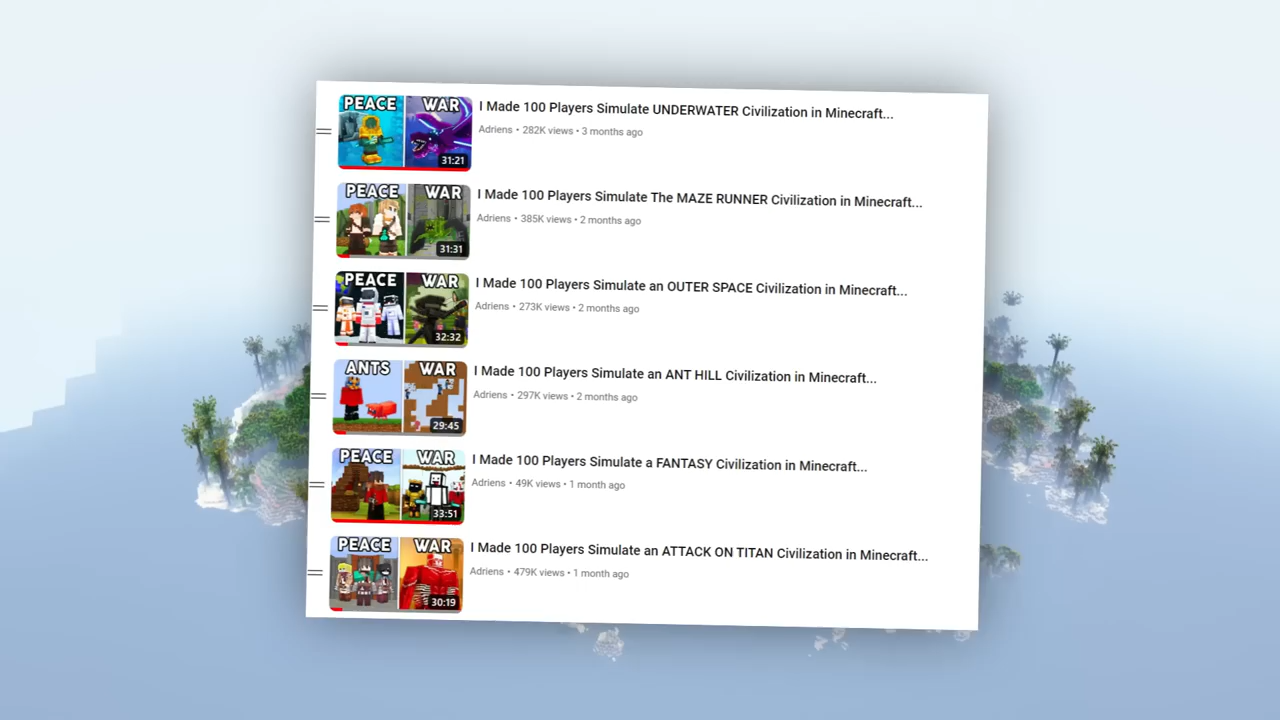 PEACE WAR
31:21
I Made 100 Players Simulate UNDERWATER Civilization in Minecraft...
Adriens • 282K views • 3 months ago
PEACE WAR
31:31
I Made 100 Players Simulate The MAZE RUNNER Civilization in Minecraft...
Adriens • 385K views • 2 months ago
PEACE WAR
32:32
I Made 100 Players Simulate an OUTER SPACE Civilization in Minecraft...
Adriens • 273K views • 2 months ago
ANTS WAR
29:45
I Made 100 Players Simulate an ANT HILL Civilization in Minecraft...
Adriens • 297K views • 2 months ago
PEACE WAR
33:51
I Made 100 Players Simulate a FANTASY Civilization in Minecraft...
Adriens • 49K views • 1 month ago
PEACE WAR
30:19
I Made 100 Players Simulate an ATTACK ON TITAN Civilization in Minecraft...
Adriens • 479K views • 1 month ago